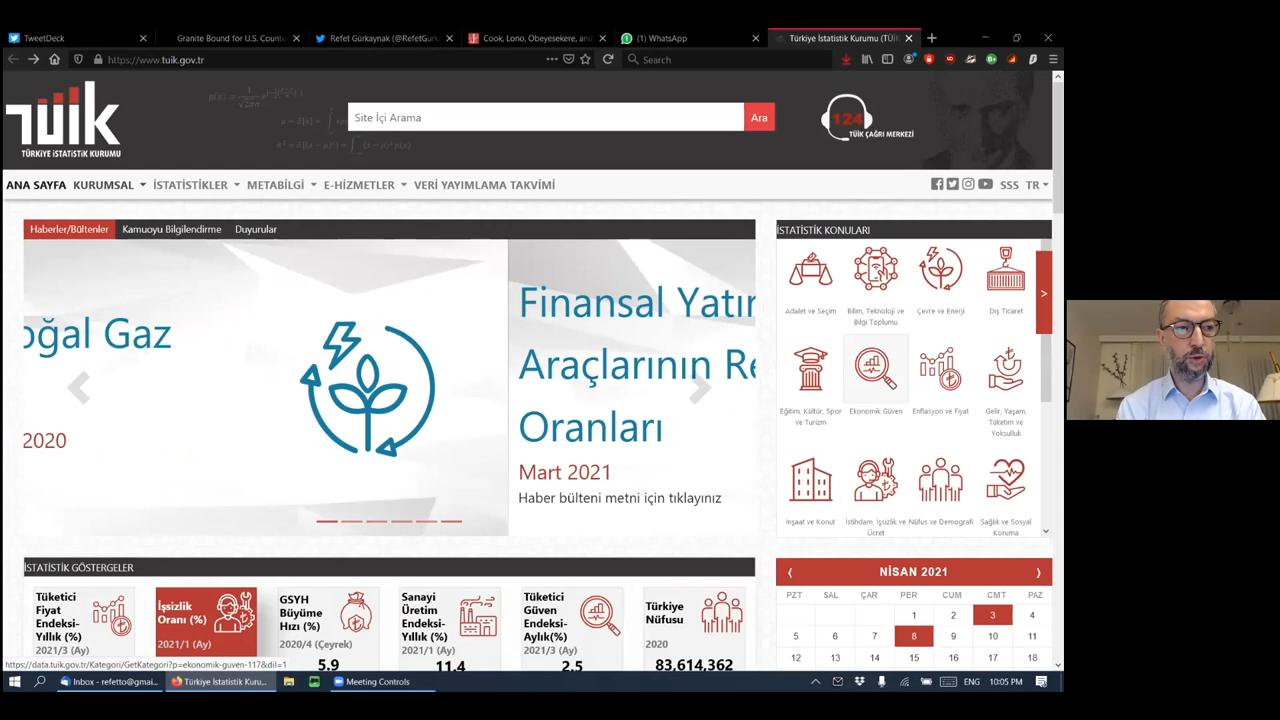 TweetDeck
Granite Bound for U.S. Count
Refet Gürkaynak (@RefetGurk
Cook, Lono, Obeyesekere, and
(1) WhatsApp
Türkiye İstatistik Kurumu (TÜİK
https://www.tuik.gov.tr
Search
TÜİK
TÜRKİYE İSTATİSTİK KURUMU
Site İçi Arama
Ara
124
TÜİK ÇAĞRI MERKEZİ
ANA SAYFA KURUMSAL İSTATİSTİKLER METABİLGİ E-HİZMETLER VERİ YAYIMLAMA TAKVİMİ
SSS TR
Haberler/Bültenler Kamuoyu Bilgilendirme Duyurular
oğal Gaz
2020
Finansal Yatır
Araçlarının Re
Oranları
Mart 2021
Haber bülteni metni için tıklayınız
İSTATİSTİK KONULARI
Adalet ve Seçim
Bilim, Teknoloji ve
Bilgi Toplumu
Çevre ve Enerji
Dış Ticaret
Eğitim, Kültür, Spor
ve Turizm
Ekonomik Güven
Enflasyon ve Fiyat
Gelir, Yaşam,
Tüketim ve
Yoksulluk
İnşaat ve Konut
İstihdam, İşsizlik ve
Ücret
Nüfus ve Demografi
Sağlık ve Sosyal
Koruma
İSTATİSTİK GÖSTERGELER
Tüketici
Fiyat
Endeksi-
Yıllık (%)
2021/3 (Ay)
İşsizlik
Oranı (%)
2021/1 (Ay)
GSYH
Büyüme
Hızı (%)
2020/4 (Çeyrek)
5.9
Sanayi
Üretim
Endeksi-
Yıllık(%)
2021/1 (Ay)
11.4
Tüketici
Güven
Endeksi-
Aylık(%)
2021/3 (Ay)
2.5
Türkiye
Nüfusu
2020
83,614,362
NİSAN 2021
PZT SAL ÇAR PER CUM CMT PAZ
1 2 3 4
5 6 7 8 9 10 11
12 13 14 15 16 17 18
https://data.tuik.gov.tr/Kategori/GetKategori?p=ekonomik-guven-117&dil=1
Inbox - refetto@gmai...
Türkiye İstatistik Kuru...
Meeting Controls
ENG
10:05 PM